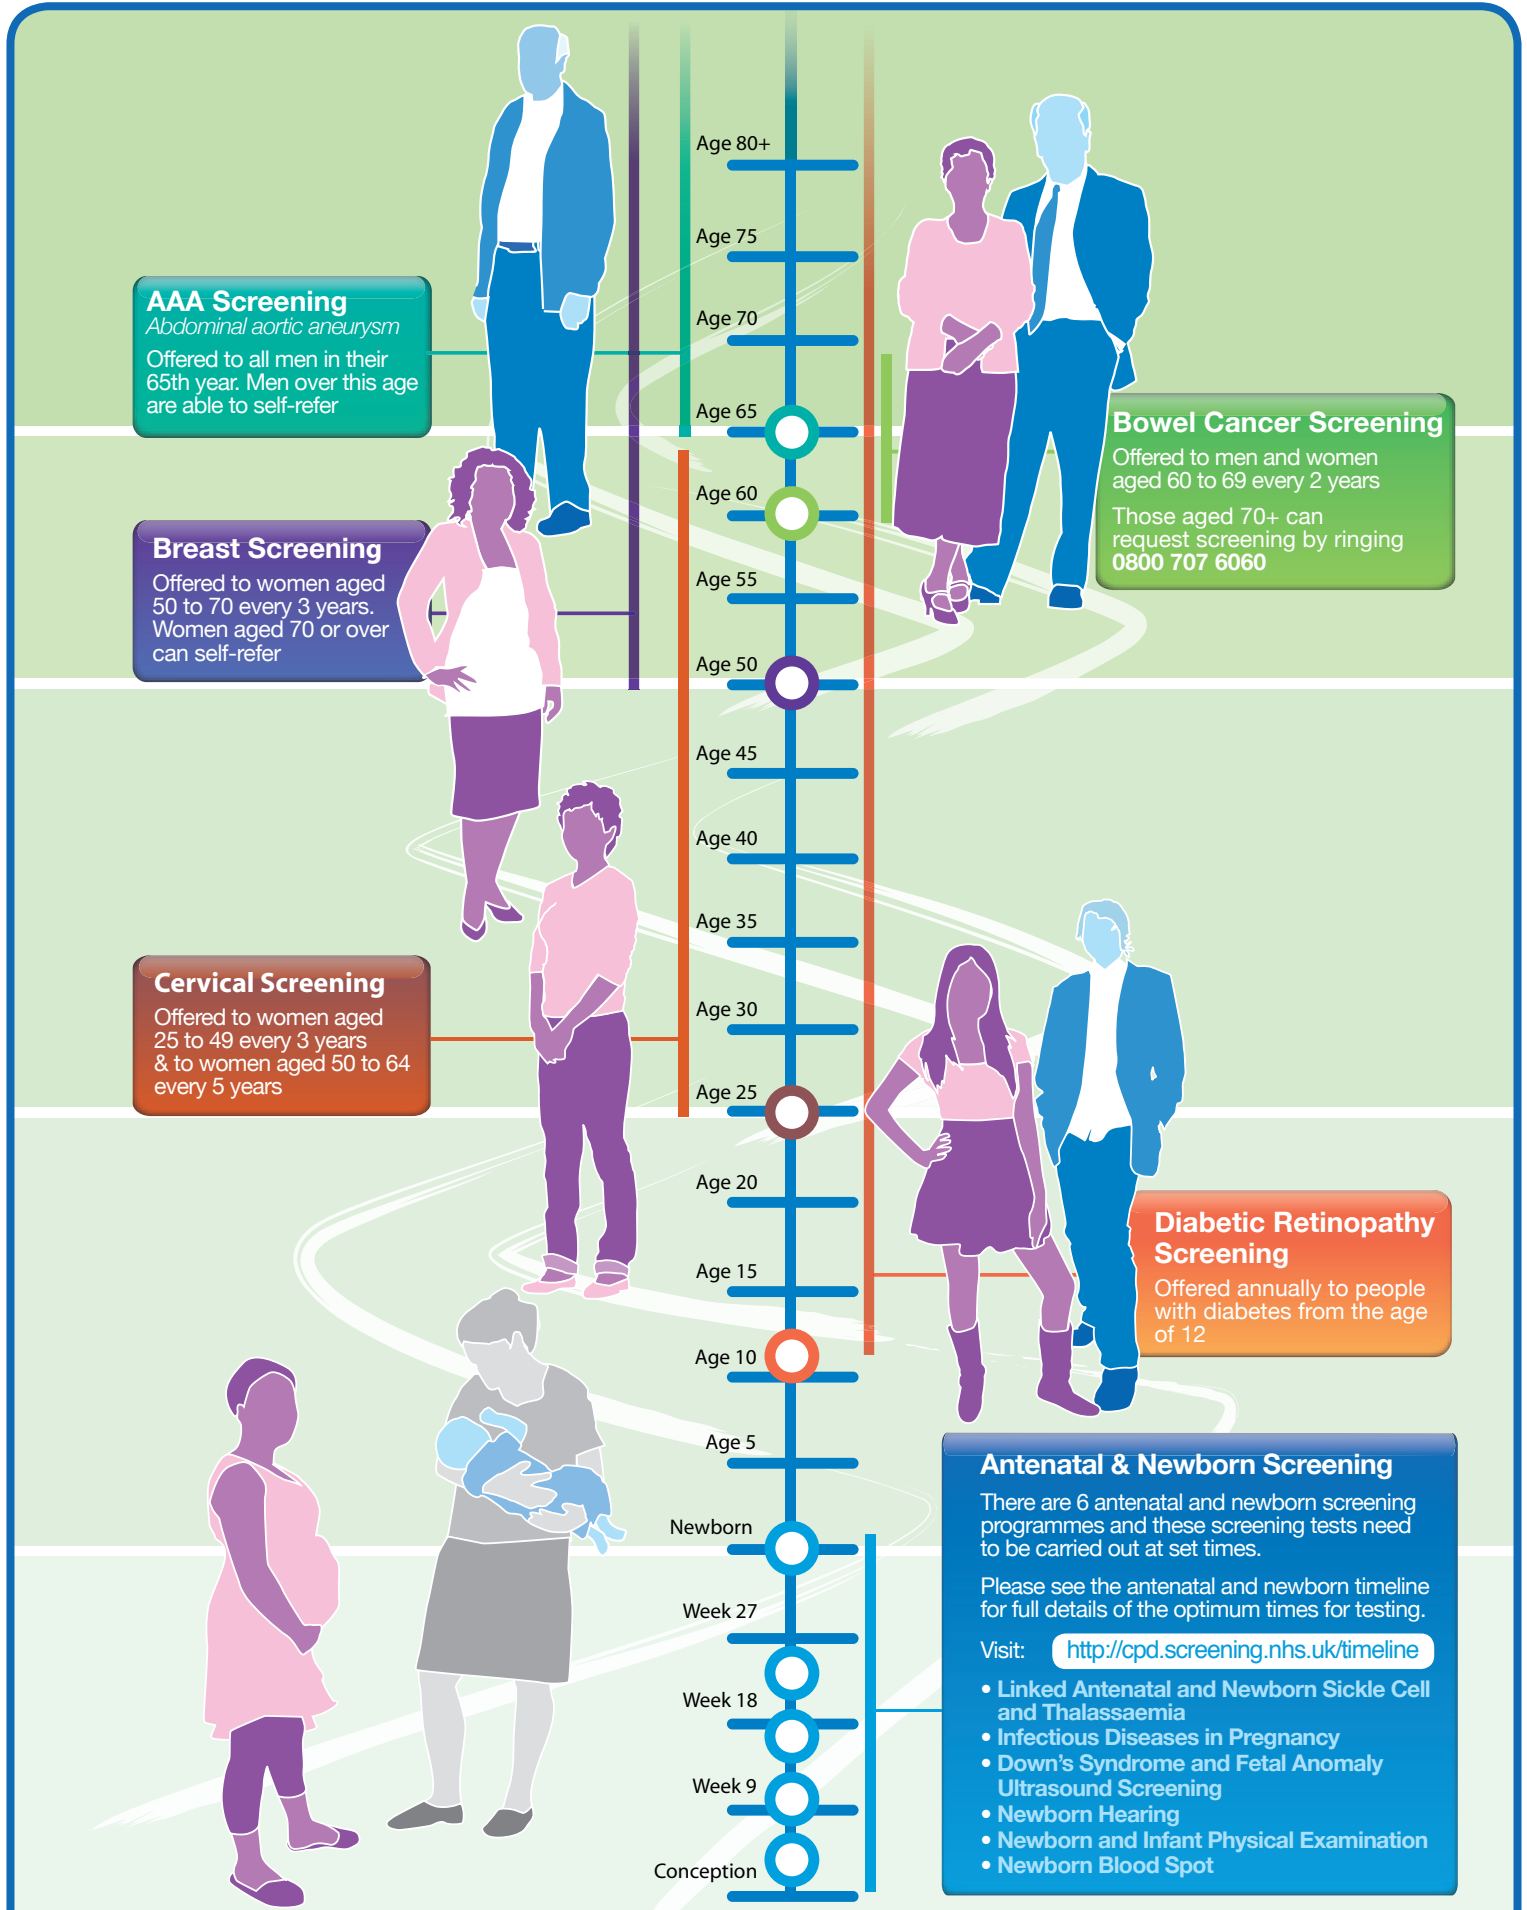 Age 80+
Age 75
Age 70
Age 65
Age 60
Age 55
Age 50
Age 45
Age 40
Age 35
Age 30
Age 25
Age 20
Age 15
Age 10
Age 5
Newborn
Week 27
Week 18
Week 9
Conception
AAA Screening
Abdominal aortic aneurysm
Offered to all men in their
65th year. Men over this age
are able to self-refer
Bowel Cancer Screening
Offered to men and women
aged 60 to 69 every 2 years
Those aged 70+ can
request screening by ringing
0800 707 6060
Breast Screening
Offered to women aged
50 to 70 every 3 years.
Women aged 70 or over
can self-refer
Cervical Screening
Offered to women aged
25 to 49 every 3 years
& to women aged 50 to 64
every 5 years
Diabetic Retinopathy
Screening
Offered annually to people
with diabetes from the age
of 12
Antenatal & Newborn Screening
There are 6 antenatal and newborn screening
programmes and these screening tests need
to be carried out at set times.
Please see the antenatal and newborn timeline
for full details of the optimum times for testing.
Visit: http://cpd.screening.nhs.uk/timeline
• Linked Antenatal and Newborn Sickle Cell
and Thalassaemia
• Infectious Diseases in Pregnancy
• Down's Syndrome and Fetal Anomaly
Ultrasound Screening
• Newborn Hearing
• Newborn and Infant Physical Examination
• Newborn Blood Spot